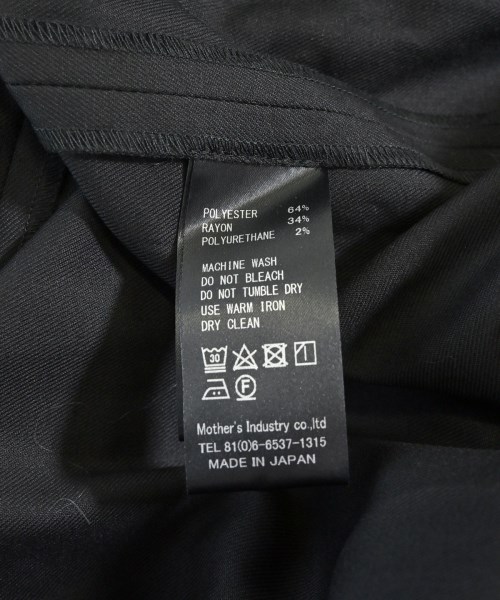 POLYESTER 64%
RAYON 34%
POLYURETHANE 2%
MACHINE WASH
DO NOT BLEACH
DO NOT TUMBLE DRY
USE WARM IRON
DRY CLEAN
30
F
Mother's Industry co.,ltd
TEL 81(0)6-6537-1315
MADE IN JAPAN